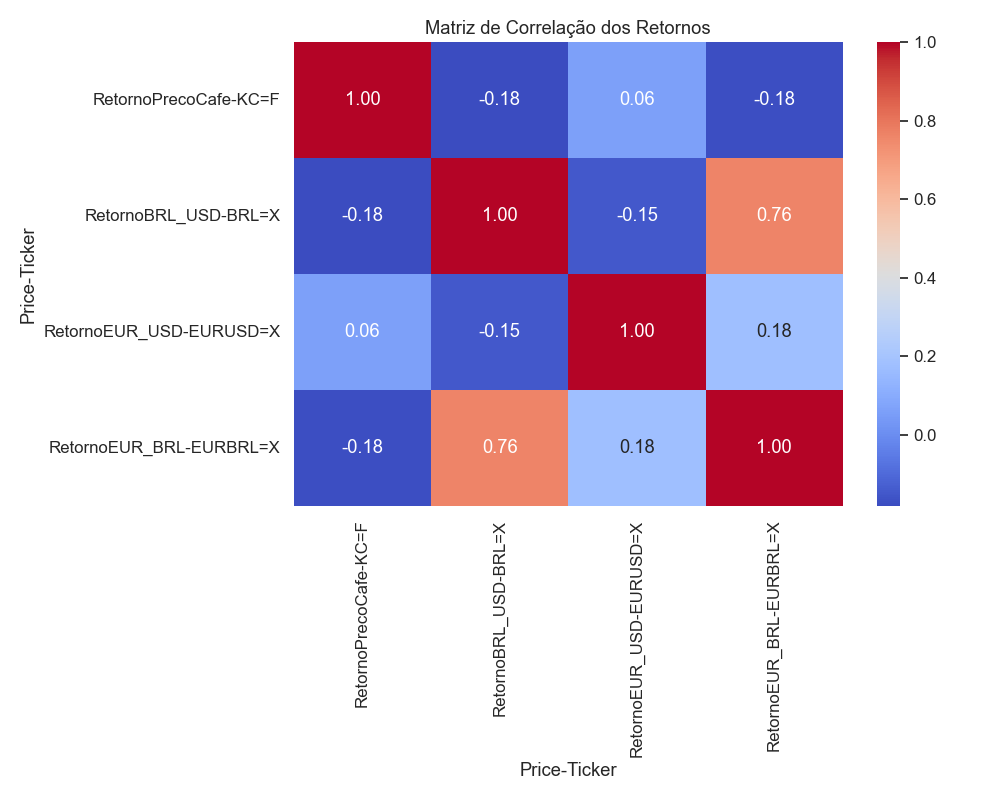 Matriz de Correlação dos Retornos
RetornoPrecoCafe-KC=F
1.00
-0.18
0.06
-0.18
RetornoBRL_USD-BRL=X
-0.18
1.00
-0.15
0.76
RetornoEUR_USD-EURUSD=X
0.06
-0.15
1.00
0.18
RetornoEUR_BRL-EURBRL=X
-0.18
0.76
0.18
1.00
Price-Ticker
RetornoPrecoCafe-KC=F
RetornoBRL_USD-BRL=X
RetornoEUR_USD-EURUSD=X
RetornoEUR_BRL-EURBRL=X
Price-Ticker
1.0
0.8
0.6
0.4
0.2
0.0